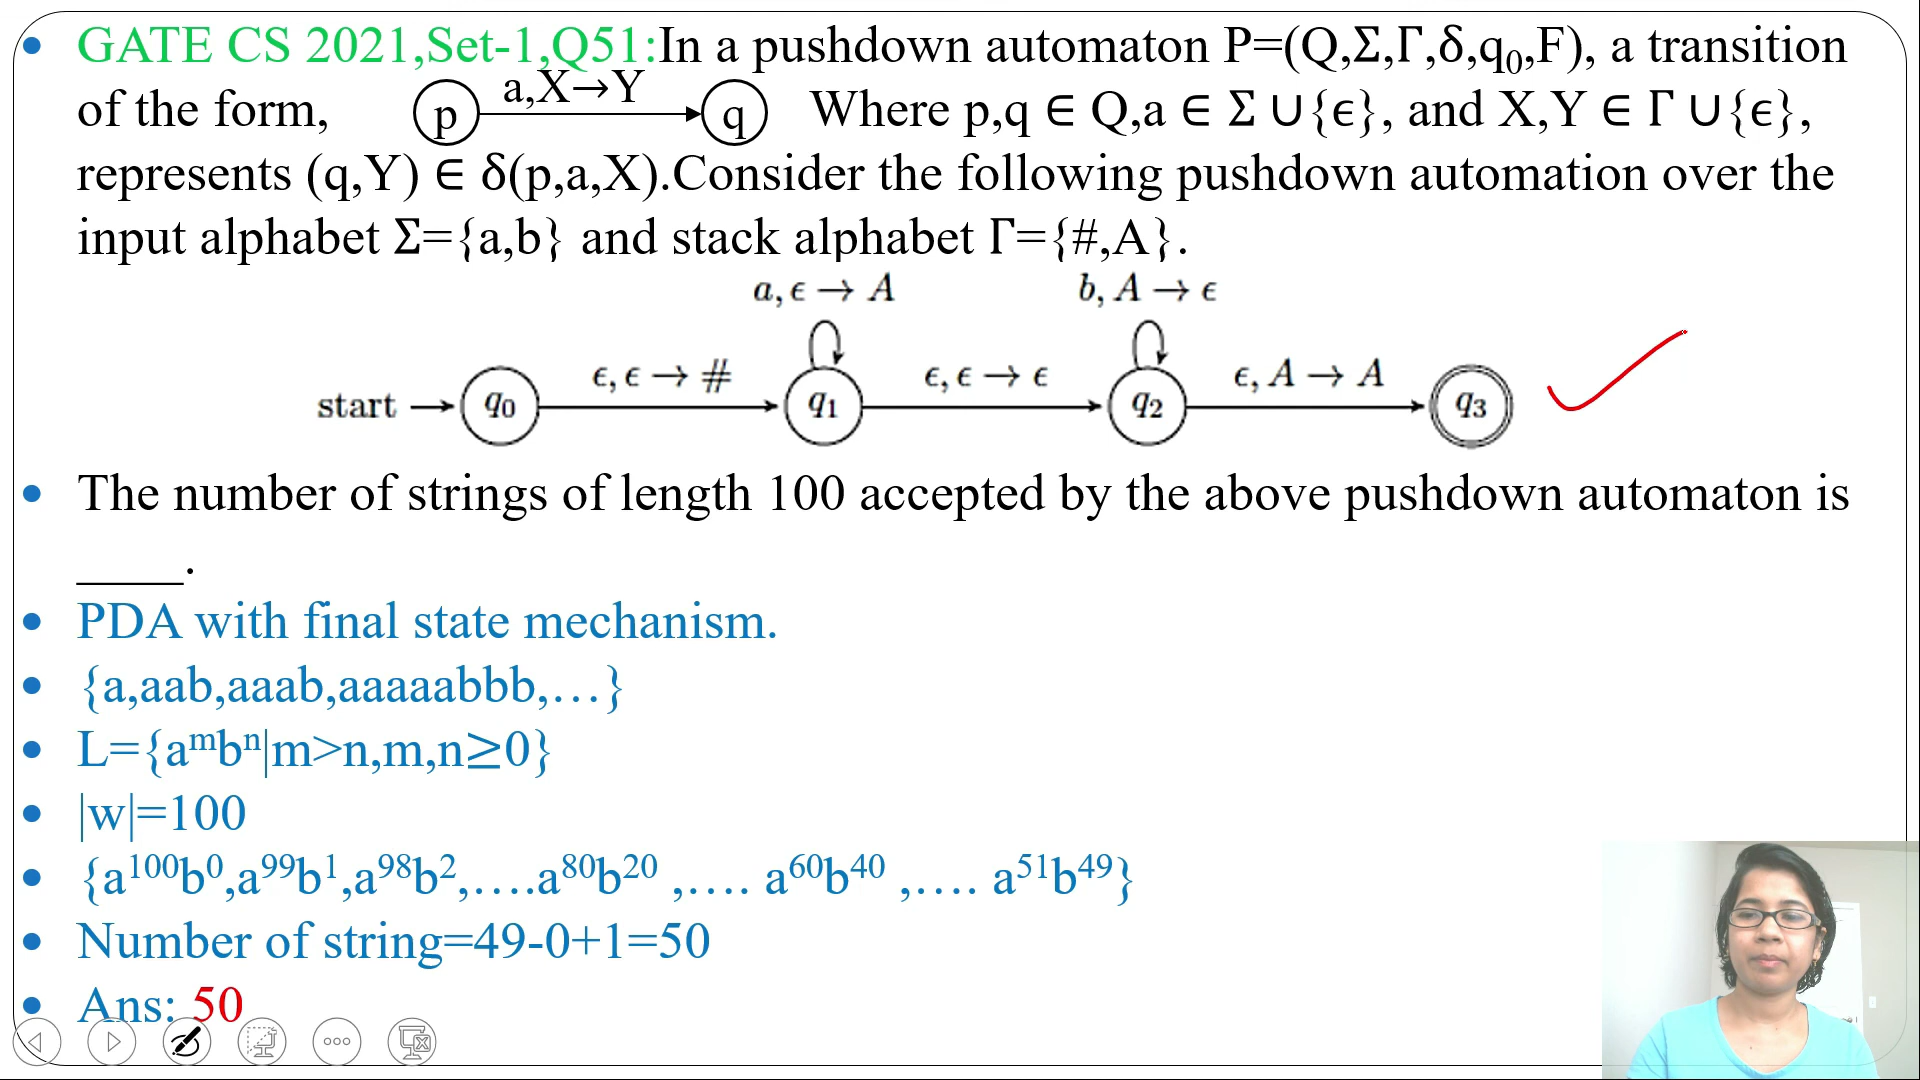 GATE CS 2021,Set-1,Q51:In a pushdown automaton P=(Q,Σ,Γ,δ,q₀,F), a transition
of the form, p a,X→Y q Where p,q ∈ Q,a ∈ Σ ∪{ϵ}, and X,Y ∈ Γ ∪{ϵ},
represents (q,Y) ∈ δ(p,a,X).Consider the following pushdown automation over the
input alphabet Σ={a,b} and stack alphabet Γ={#,A}.
a, ϵ → A b, A → ϵ
ϵ, ϵ → # ϵ, ϵ → ϵ ϵ, A → A
start q₀ q₁ q₂ q₃
The number of strings of length 100 accepted by the above pushdown automaton is
____.
PDA with final state mechanism.
{a,aab,aaab,aaaaabbb,…}
L={aᵐbⁿ|m>n,m,n≥0}
|w|=100
{a¹⁰⁰b⁰,a⁹⁹b¹,a⁹⁸b²,….a⁸⁰b²⁰ ,…. a⁶⁰b⁴⁰ ,…. a⁵¹b⁴⁹}
Number of string=49-0+1=50
Ans: 50